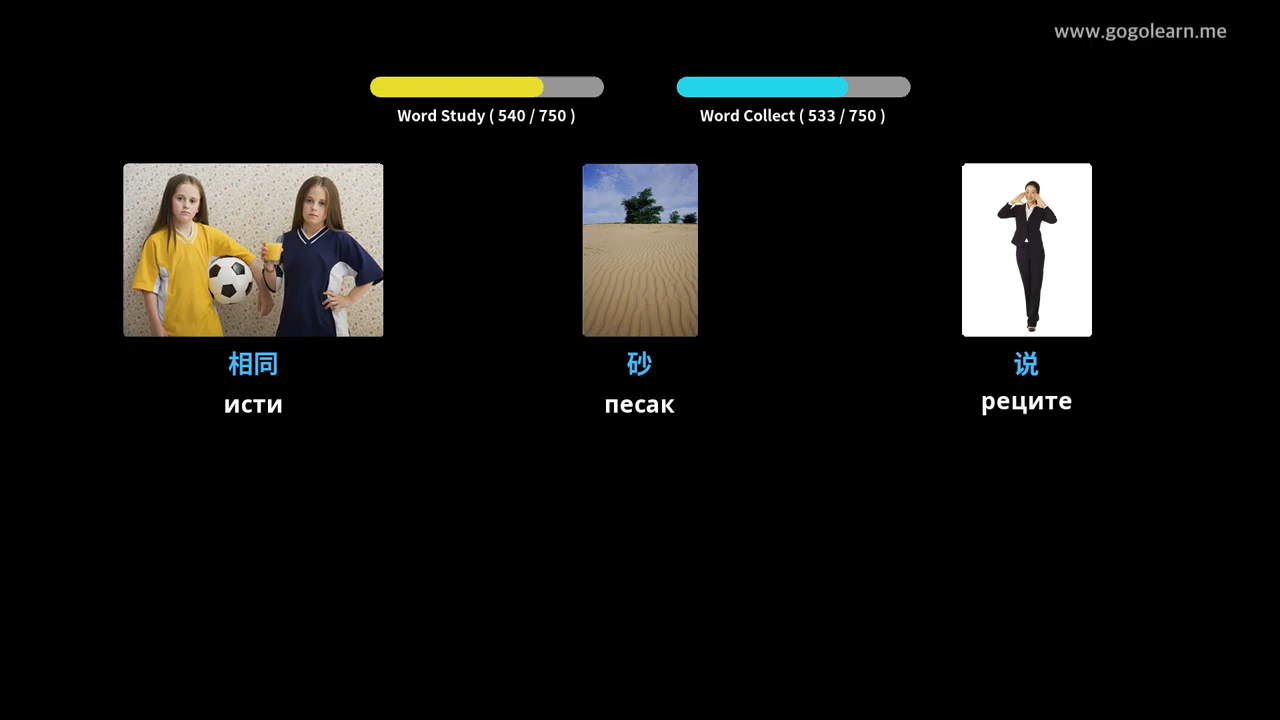 www.gogolearn.me
Word Study ( 540 / 750 )
Word Collect ( 533 / 750 )
相同
砂
说
исти
песак
реците